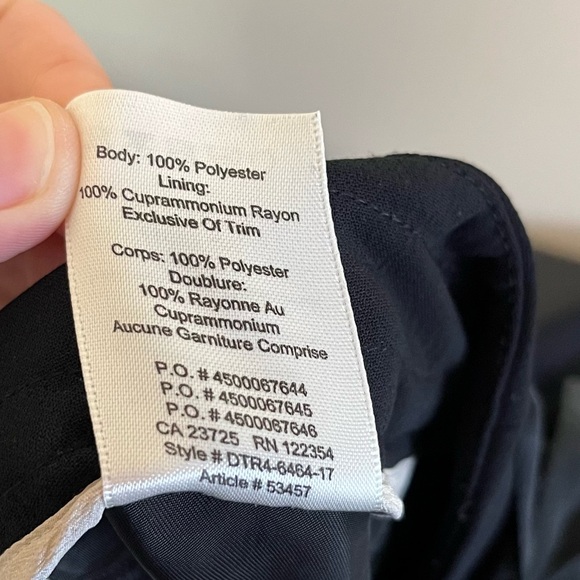 Body: 100% Polyester
Lining:
100% Cuprammonium Rayon
Exclusive Of Trim
Corps: 100% Polyester
Doublure:
100% Rayonne Au
Cuprammonium
Aucune Garniture Comprise
P.O. # 4500067644
P.O. # 4500067645
P.O. # 4500067646
CA 23725 RN 122354
Style # DTR4-6464-17
Article # 53457